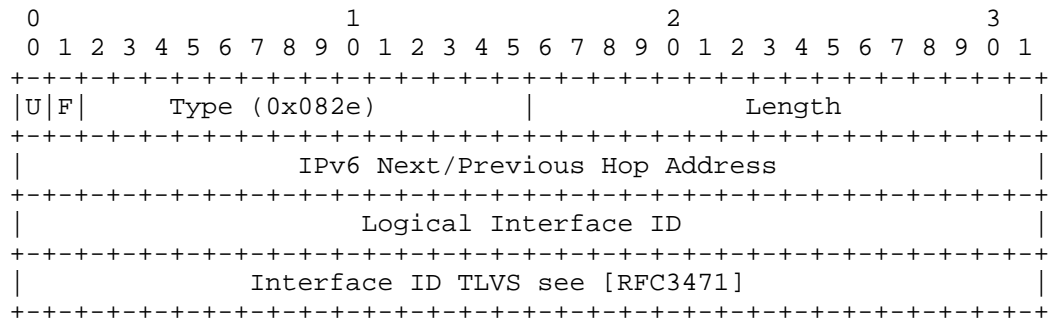 0                   1                   2                   3
 0 1 2 3 4 5 6 7 8 9 0 1 2 3 4 5 6 7 8 9 0 1 2 3 4 5 6 7 8 9 0 1
+-+-+-+-+-+-+-+-+-+-+-+-+-+-+-+-+-+-+-+-+-+-+-+-+-+-+-+-+-+-+-+-+
|U|F|     Type (0x082e)         |             Length            |
+-+-+-+-+-+-+-+-+-+-+-+-+-+-+-+-+-+-+-+-+-+-+-+-+-+-+-+-+-+-+-+-+
|                 IPv6 Next/Previous Hop Address                |
+-+-+-+-+-+-+-+-+-+-+-+-+-+-+-+-+-+-+-+-+-+-+-+-+-+-+-+-+-+-+-+-+
|                     Logical Interface ID                      |
+-+-+-+-+-+-+-+-+-+-+-+-+-+-+-+-+-+-+-+-+-+-+-+-+-+-+-+-+-+-+-+-+
|              Interface ID TLVS see [RFC3471]                  |
+-+-+-+-+-+-+-+-+-+-+-+-+-+-+-+-+-+-+-+-+-+-+-+-+-+-+-+-+-+-+-+-+